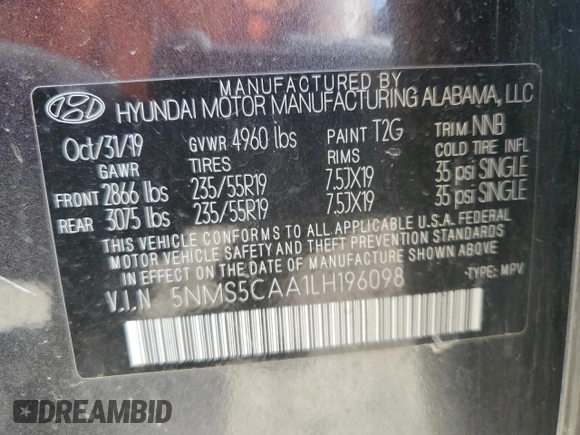 MANUFACTURED BY
HYUNDAI MOTOR MANUFACTURING ALABAMA, LLC
Oct/31/19 GVWR 4960 lbs PAINT T2G TRIM NNB
GAWR TIRES RIMS COLD TIRE INFL
FRONT 2866 lbs 235/55R19 7.5JX19 35 psi SINGLE
REAR 3075 lbs 235/55R19 7.5JX19 35 psi SINGLE
THIS VEHICLE CONFORMS TO ALL APPLICABLE U.S.A. FEDERAL
MOTOR VEHICLE SAFETY AND THEFT PREVENTION STANDARDS
IN EFFECT ON THE DATE OF MANUFACTURE SHOWN ABOVE.
V.I.N 5NMS5CAA1LH196098 -TYPE: MPV
DREAMBID